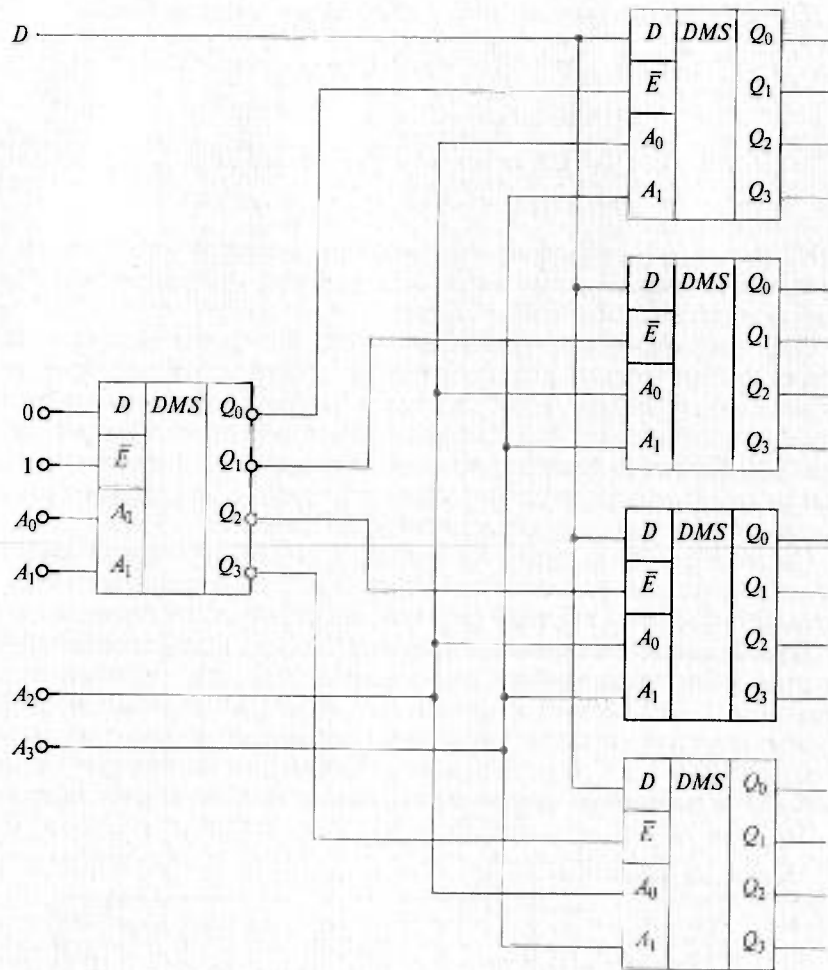 D
D DMS Q0
Ē Q1
A0 Q2
A1 Q3
D DMS Q0
Ē Q1
A0 Q2
A1 Q3
0 D DMS Q0
1 Ē Q1
A0 A0 Q2
A1 A1 Q3
D DMS Q0
Ē Q1
A0 Q2
A1 Q3
A2
A3
D DMS Q0
Ē Q1
A0 Q2
A1 Q3